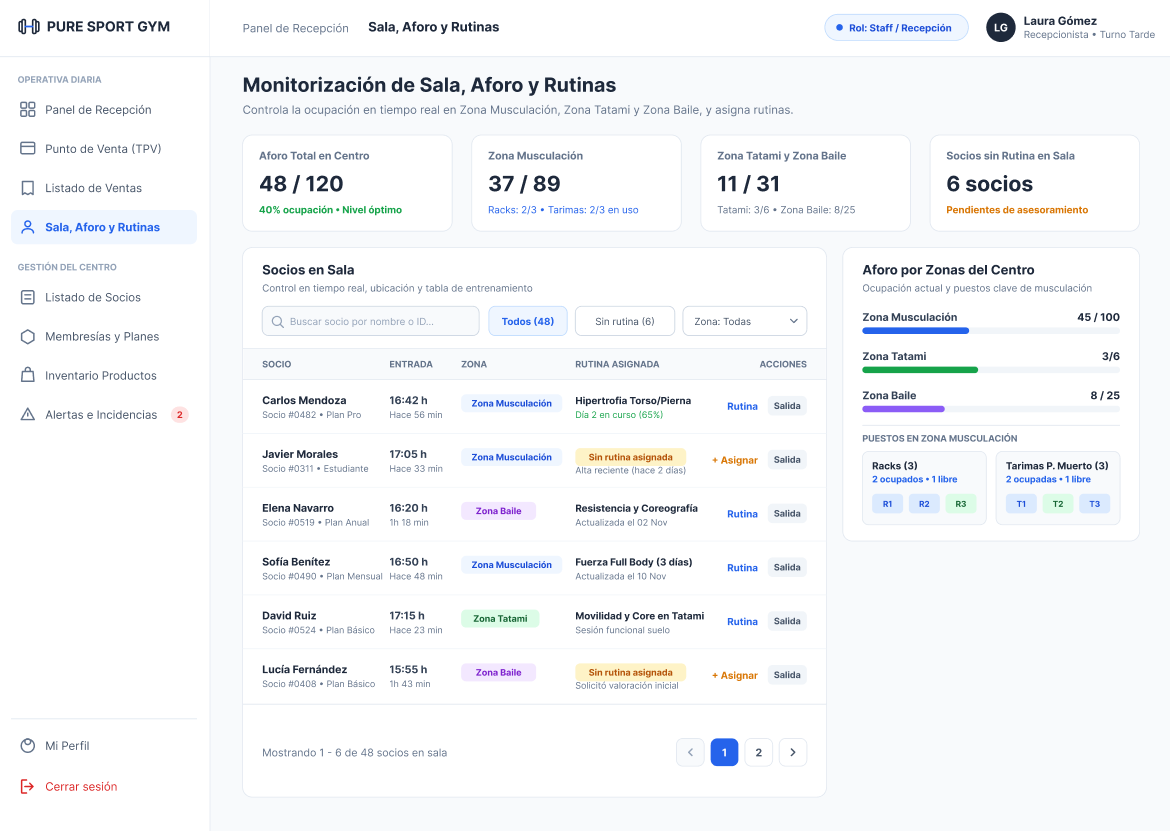 PURE SPORT GYM
Panel de Recepción
Sala, Aforo y Rutinas
Rol: Staff / Recepción
LG
Laura Gómez
Recepcionista • Turno Tarde
OPERATIVA DIARIA
Panel de Recepción
Punto de Venta (TPV)
Listado de Ventas
Sala, Aforo y Rutinas
GESTIÓN DEL CENTRO
Listado de Socios
Membresías y Planes
Inventario Productos
Alertas e Incidencias 2
Mi Perfil
Cerrar sesión
Monitorización de Sala, Aforo y Rutinas
Controla la ocupación en tiempo real en Zona Musculación, Zona Tatami y Zona Baile, y asigna rutinas.
Aforo Total en Centro
48 / 120
40% ocupación • Nivel óptimo
Zona Musculación
37 / 89
Racks: 2/3 • Tarimas: 2/3 en uso
Zona Tatami y Zona Baile
11 / 31
Tatami: 3/6 • Zona Baile: 8/25
Socios sin Rutina en Sala
6 socios
Pendientes de asesoramiento
Socios en Sala
Control en tiempo real, ubicación y tabla de entrenamiento
Buscar socio por nombre o ID...
Todos (48)
Sin rutina (6)
Zona: Todas
SOCIO ENTRADA ZONA RUTINA ASIGNADA ACCIONES
Carlos Mendoza 16:42 h Zona Musculación Hipertrofia Torso/Pierna Rutina Salida
Socio #0482 • Plan Pro Hace 56 min Día 2 en curso (65%)
Javier Morales 17:05 h Zona Musculación Sin rutina asignada + Asignar Salida
Socio #0311 • Estudiante Hace 33 min Alta reciente (hace 2 días)
Elena Navarro 16:20 h Zona Baile Resistencia y Coreografía Rutina Salida
Socio #0519 • Plan Anual 1h 18 min Actualizada el 02 Nov
Sofía Benítez 16:50 h Zona Musculación Fuerza Full Body (3 días) Rutina Salida
Socio #0490 • Plan Mensual Hace 48 min Actualizada el 10 Nov
David Ruiz 17:15 h Zona Tatami Movilidad y Core en Tatami Rutina Salida
Socio #0524 • Plan Básico Hace 23 min Sesión funcional suelo
Lucía Fernández 15:55 h Zona Baile Sin rutina asignada + Asignar Salida
Socio #0408 • Plan Básico 1h 43 min Solicitó valoración inicial
Mostrando 1 - 6 de 48 socios en sala
1 2
Aforo por Zonas del Centro
Ocupación actual y puestos clave de musculación
Zona Musculación 45 / 100
Zona Tatami 3/6
Zona Baile 8 / 25
PUESTOS EN ZONA MUSCULACIÓN
Racks (3)
2 ocupados • 1 libre
R1 R2 R3
Tarimas P. Muerto (3)
2 ocupadas • 1 libre
T1 T2 T3